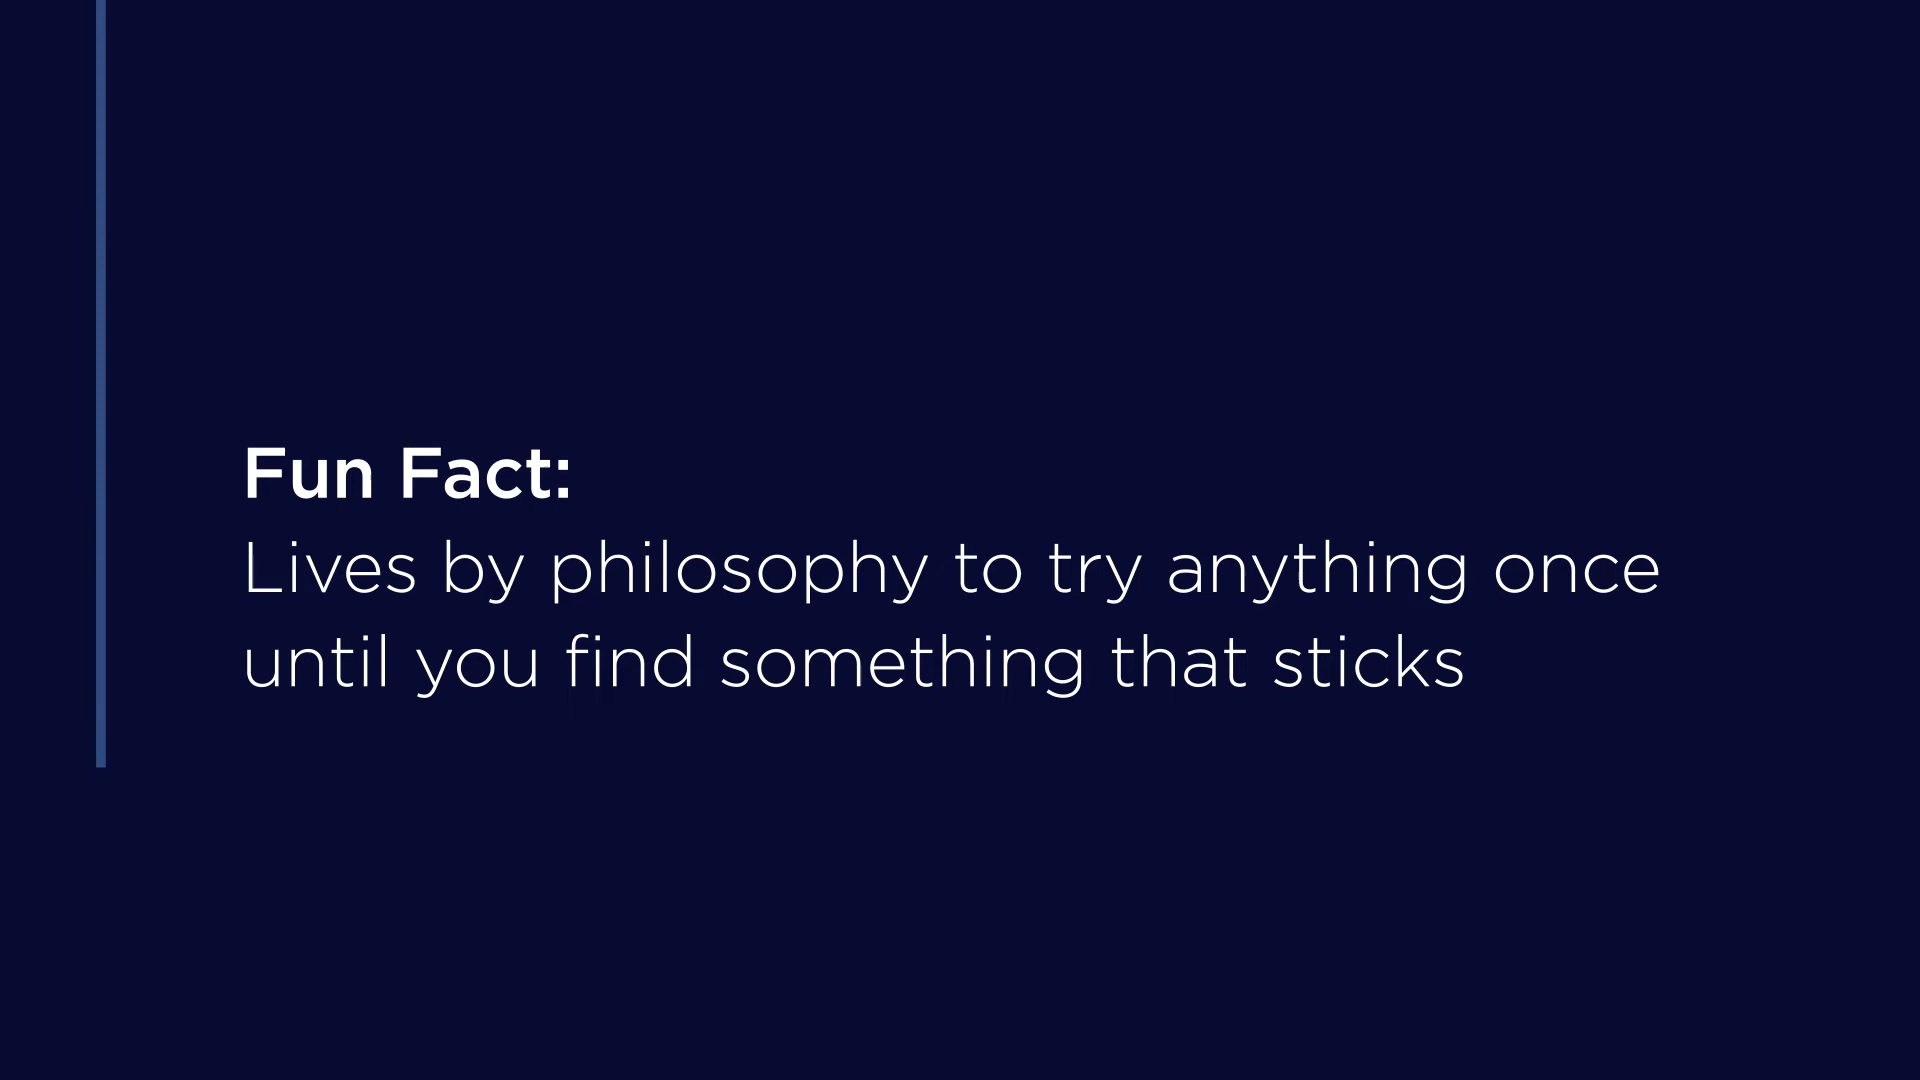 Fun Fact:
Lives by philosophy to try anything once
until you find something that sticks